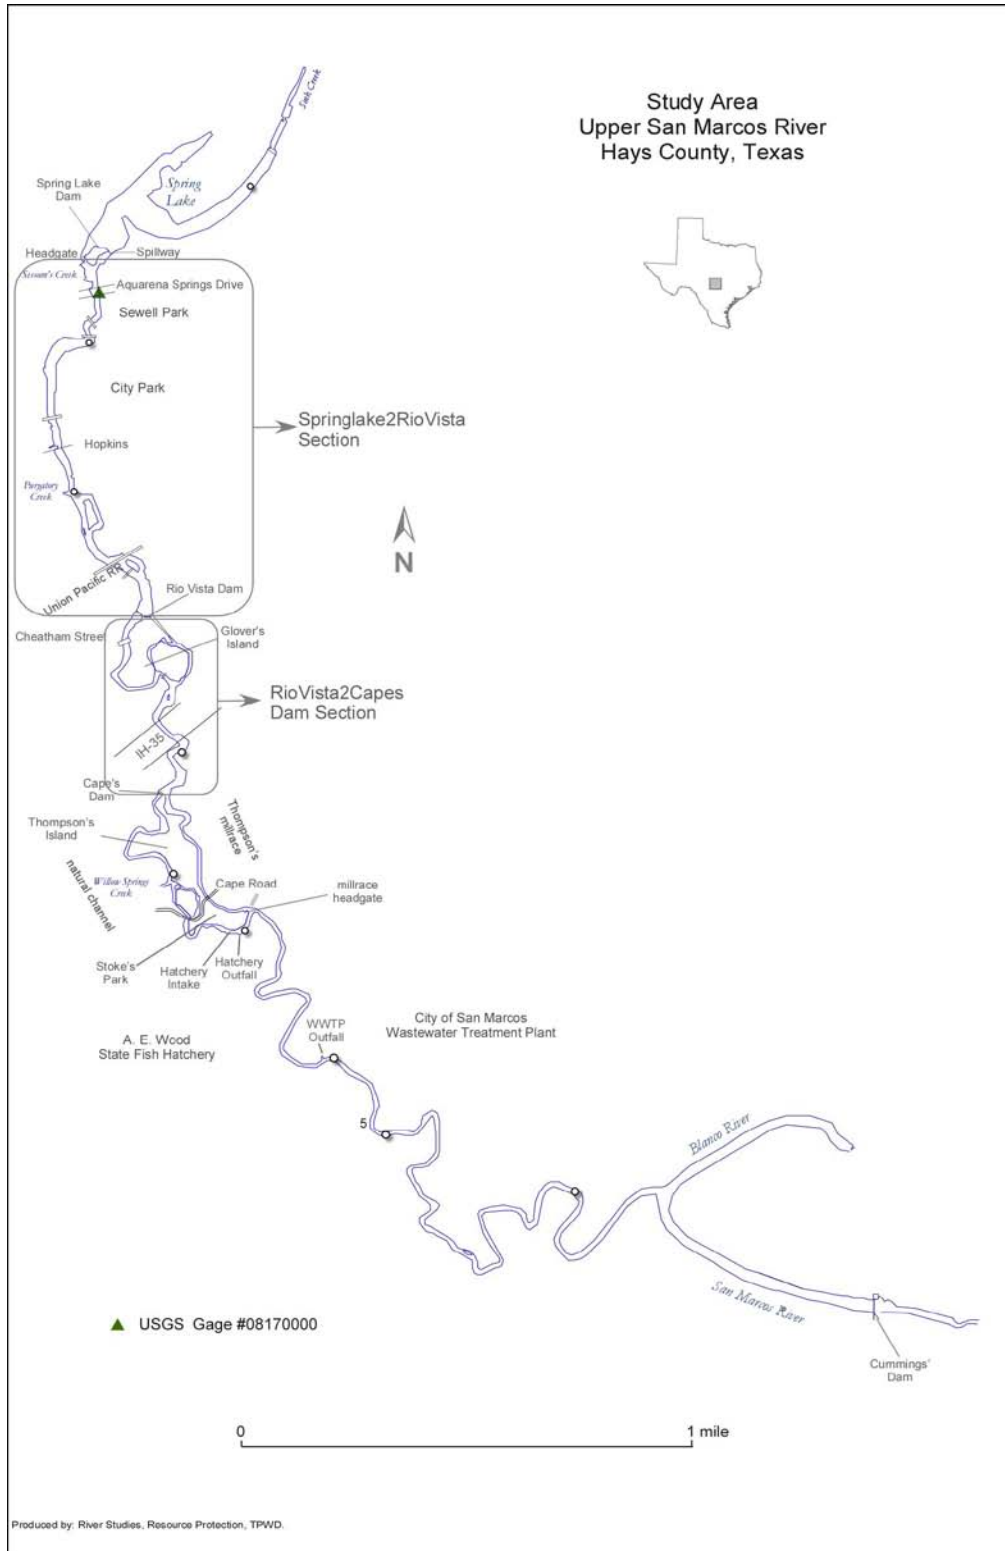 Study Area
Upper San Marcos River
Hays County, Texas
Sink Creek
Spring
Lake
Spring Lake
Dam
Headgate
Spillway
Sessom's Creek
Aquarena Springs Drive
Sewell Park
City Park
Springlake2RioVista
Section
Hopkins
Purgatory
Creek
N
Union Pacific RR
Rio Vista Dam
Cheatham Street
Glover's
Island
RioVista2Capes
Dam Section
IH-35
Cape's
Dam
Thompson's
Island
Thompson's
millrace
natural channel
Willow Springs
Creek
Cape Road
millrace
headgate
Stoke's
Park
Hatchery
Intake
Hatchery
Outfall
A. E. Wood
State Fish Hatchery
WWTP
Outfall
City of San Marcos
Wastewater Treatment Plant
5
Blanco River
San Marcos River
Cummings'
Dam
USGS Gage #08170000
0
1 mile
Produced by: River Studies, Resource Protection, TPWD.